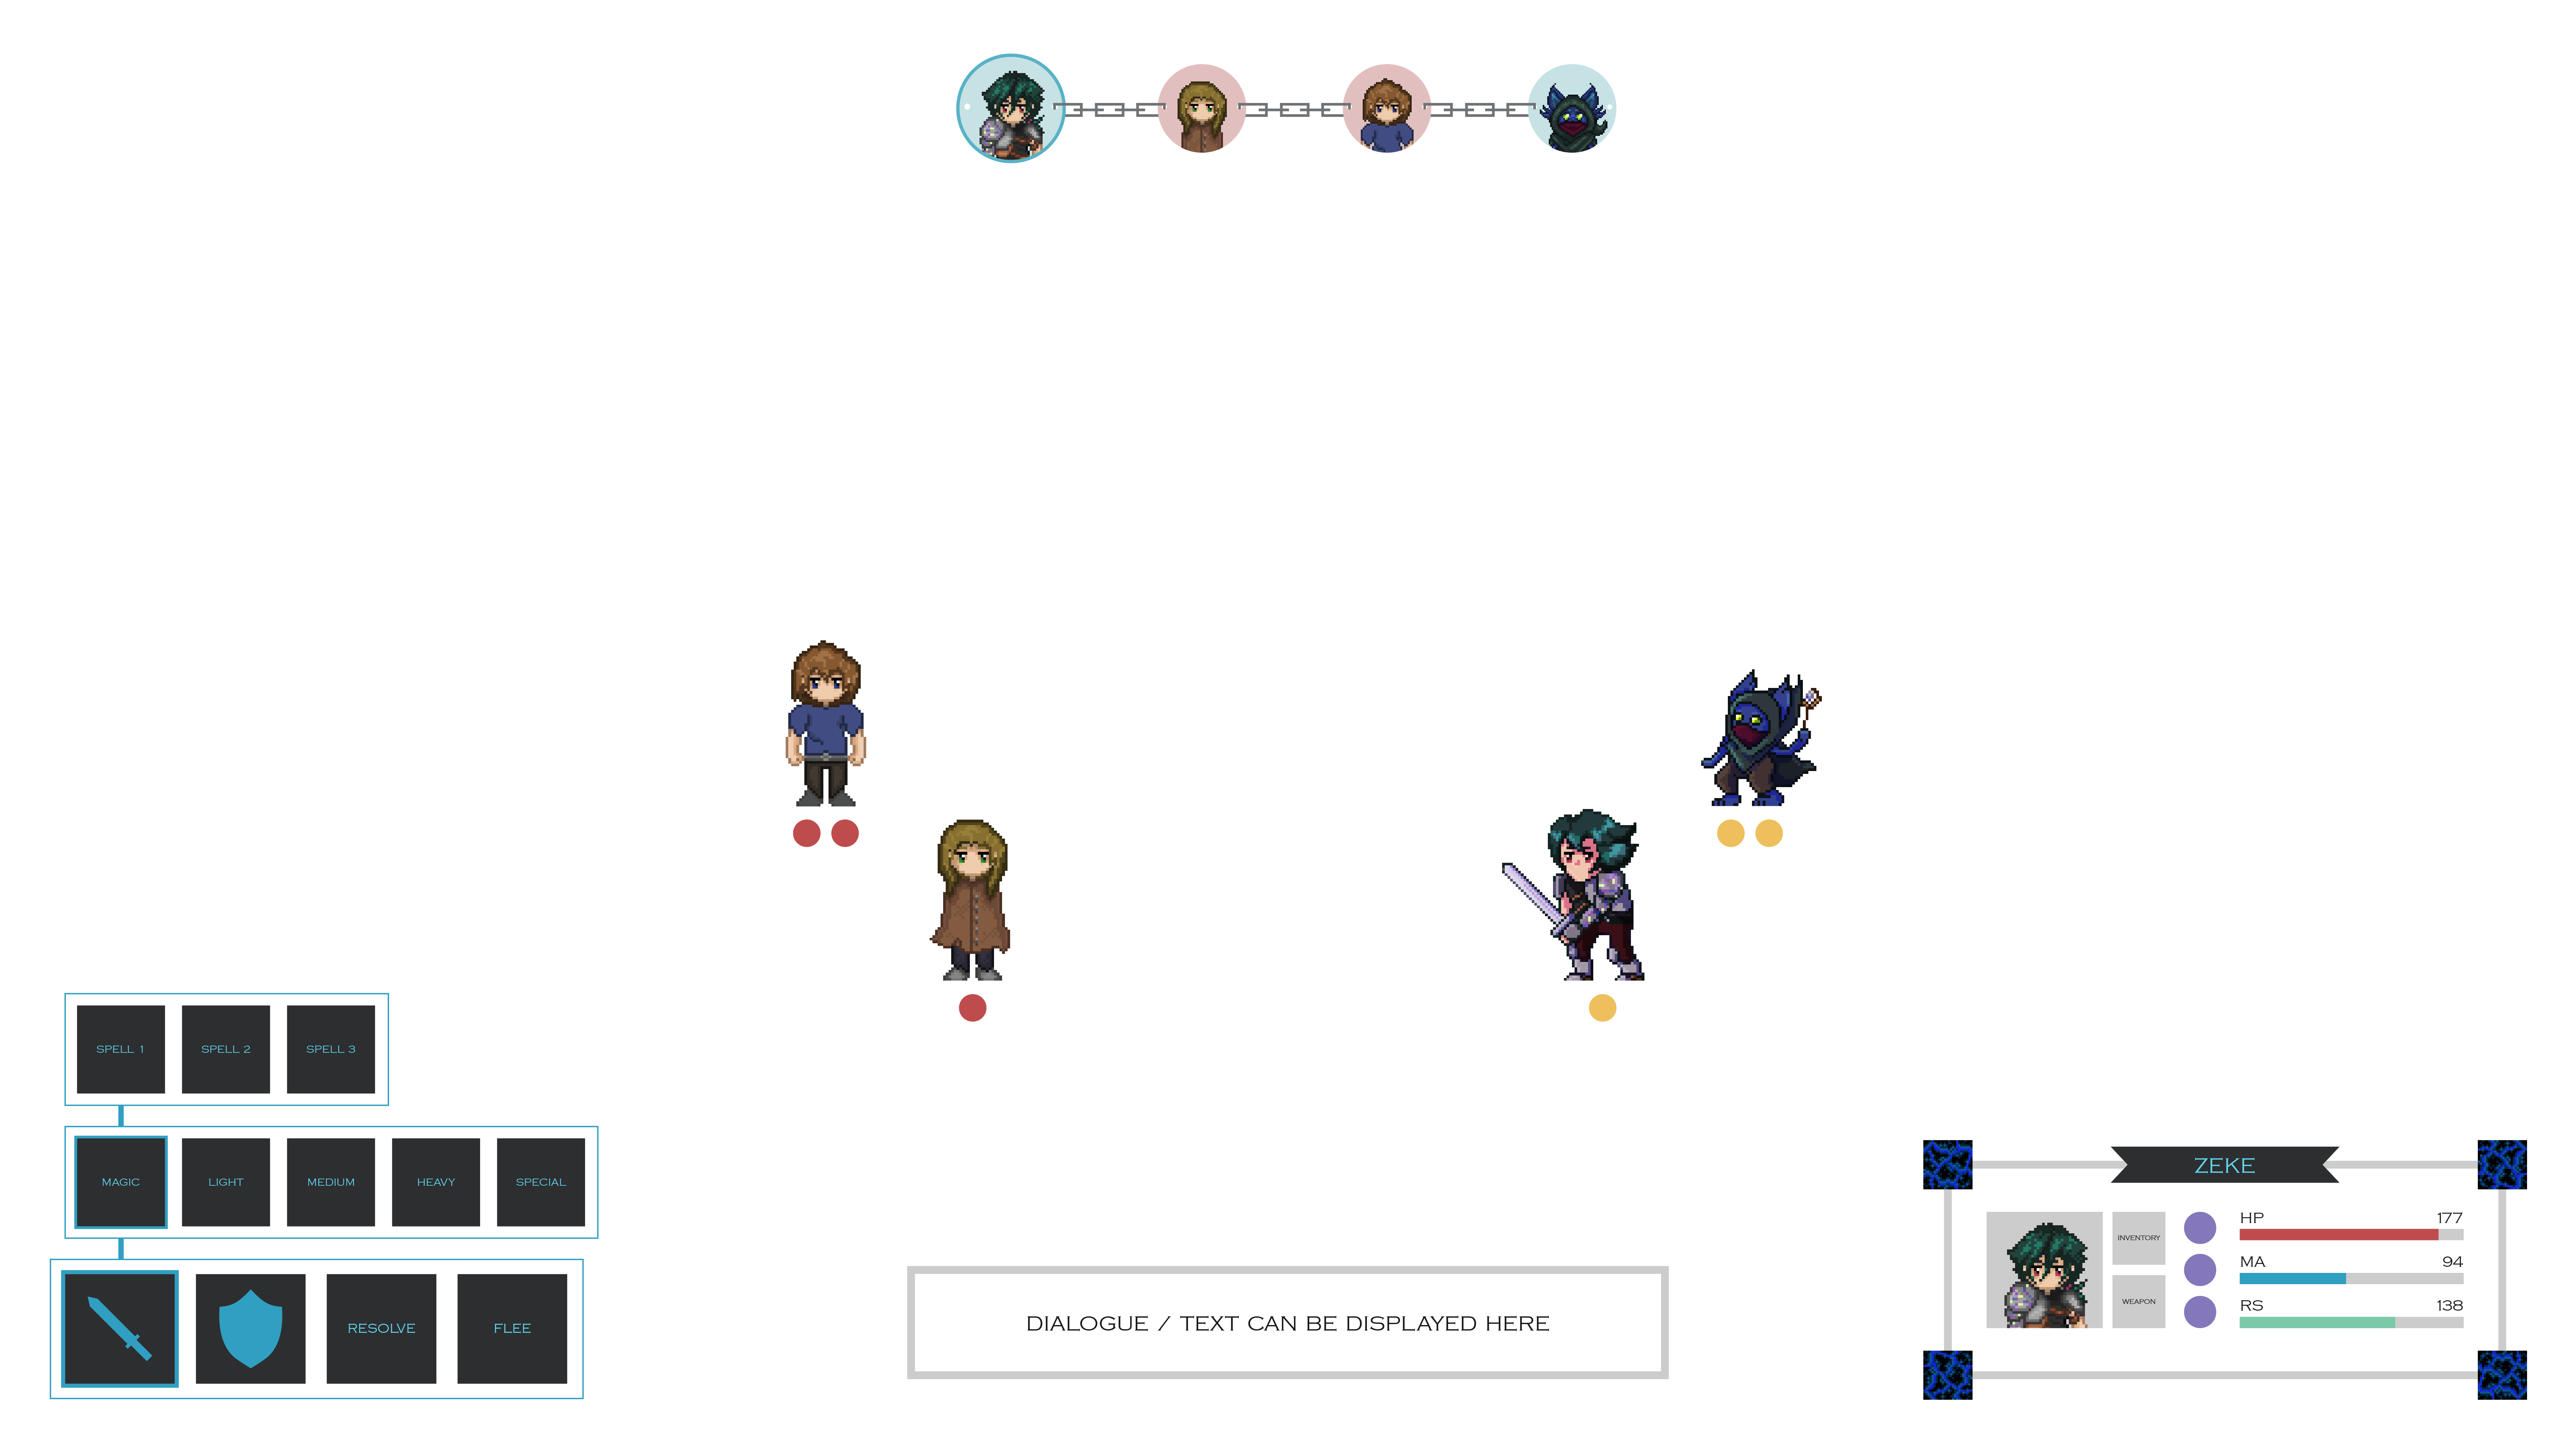 SPELL 1
SPELL 2
SPELL 3
MAGIC
LIGHT
MEDIUM
HEAVY
SPECIAL
RESOLVE
FLEE
DIALOGUE / TEXT CAN BE DISPLAYED HERE
ZEKE
INVENTORY
WEAPON
HP 177
MA 94
RS 138